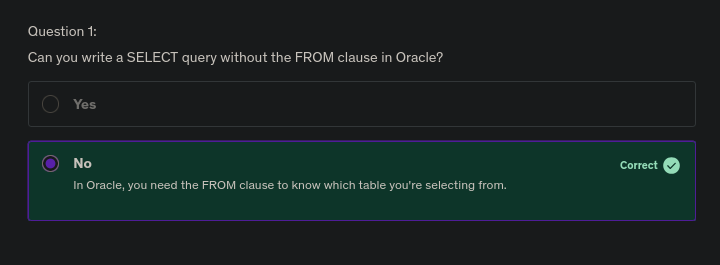 Question 1:
Can you write a SELECT query without the FROM clause in Oracle?
Yes
No
Correct
In Oracle, you need the FROM clause to know which table you're selecting from.